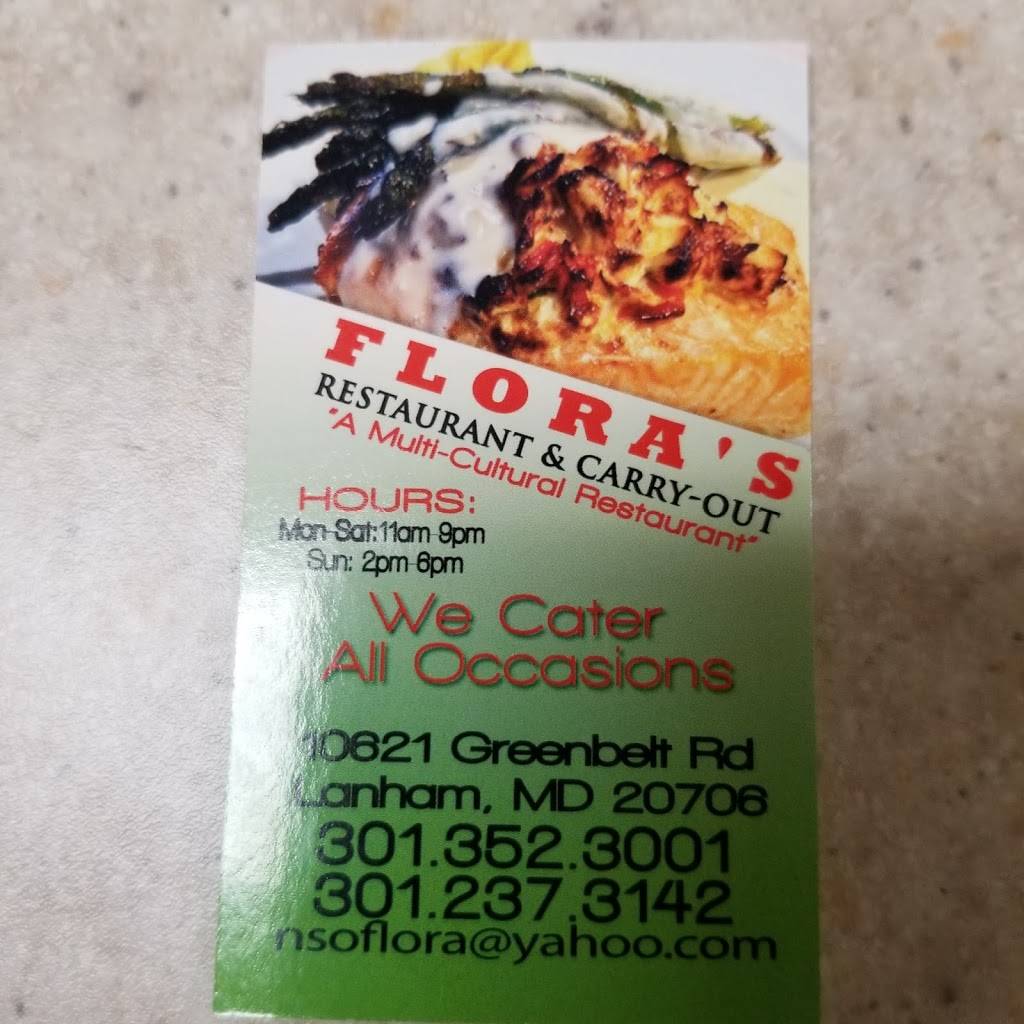 FLORA'S
RESTAURANT & CARRY-OUT
"A Multi-Cultural Restaurant"
HOURS:
Mon-Sat:11am-9pm
Sun: 2pm-6pm
We Cater
All Occasions
10621 Greenbelt Rd
Lanham, MD 20706
301.352.3001
301.237.3142
nsoflora@yahoo.com